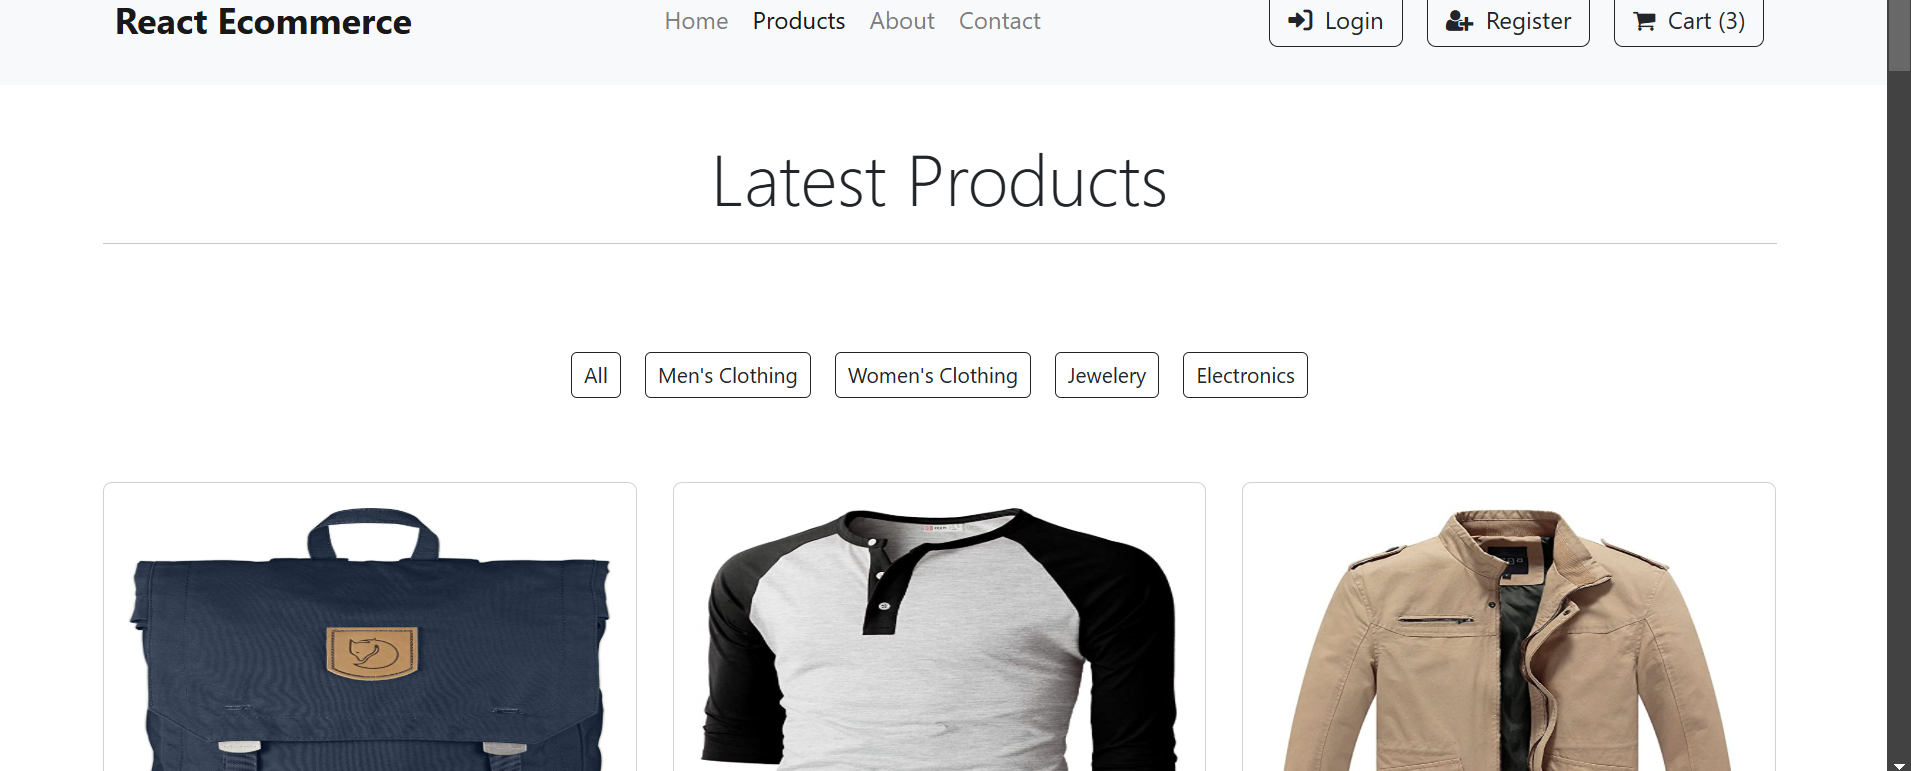 React Ecommerce Home Products About Contact Login Register Cart (3)
Latest Products
All Men's Clothing Women's Clothing Jewelery Electronics